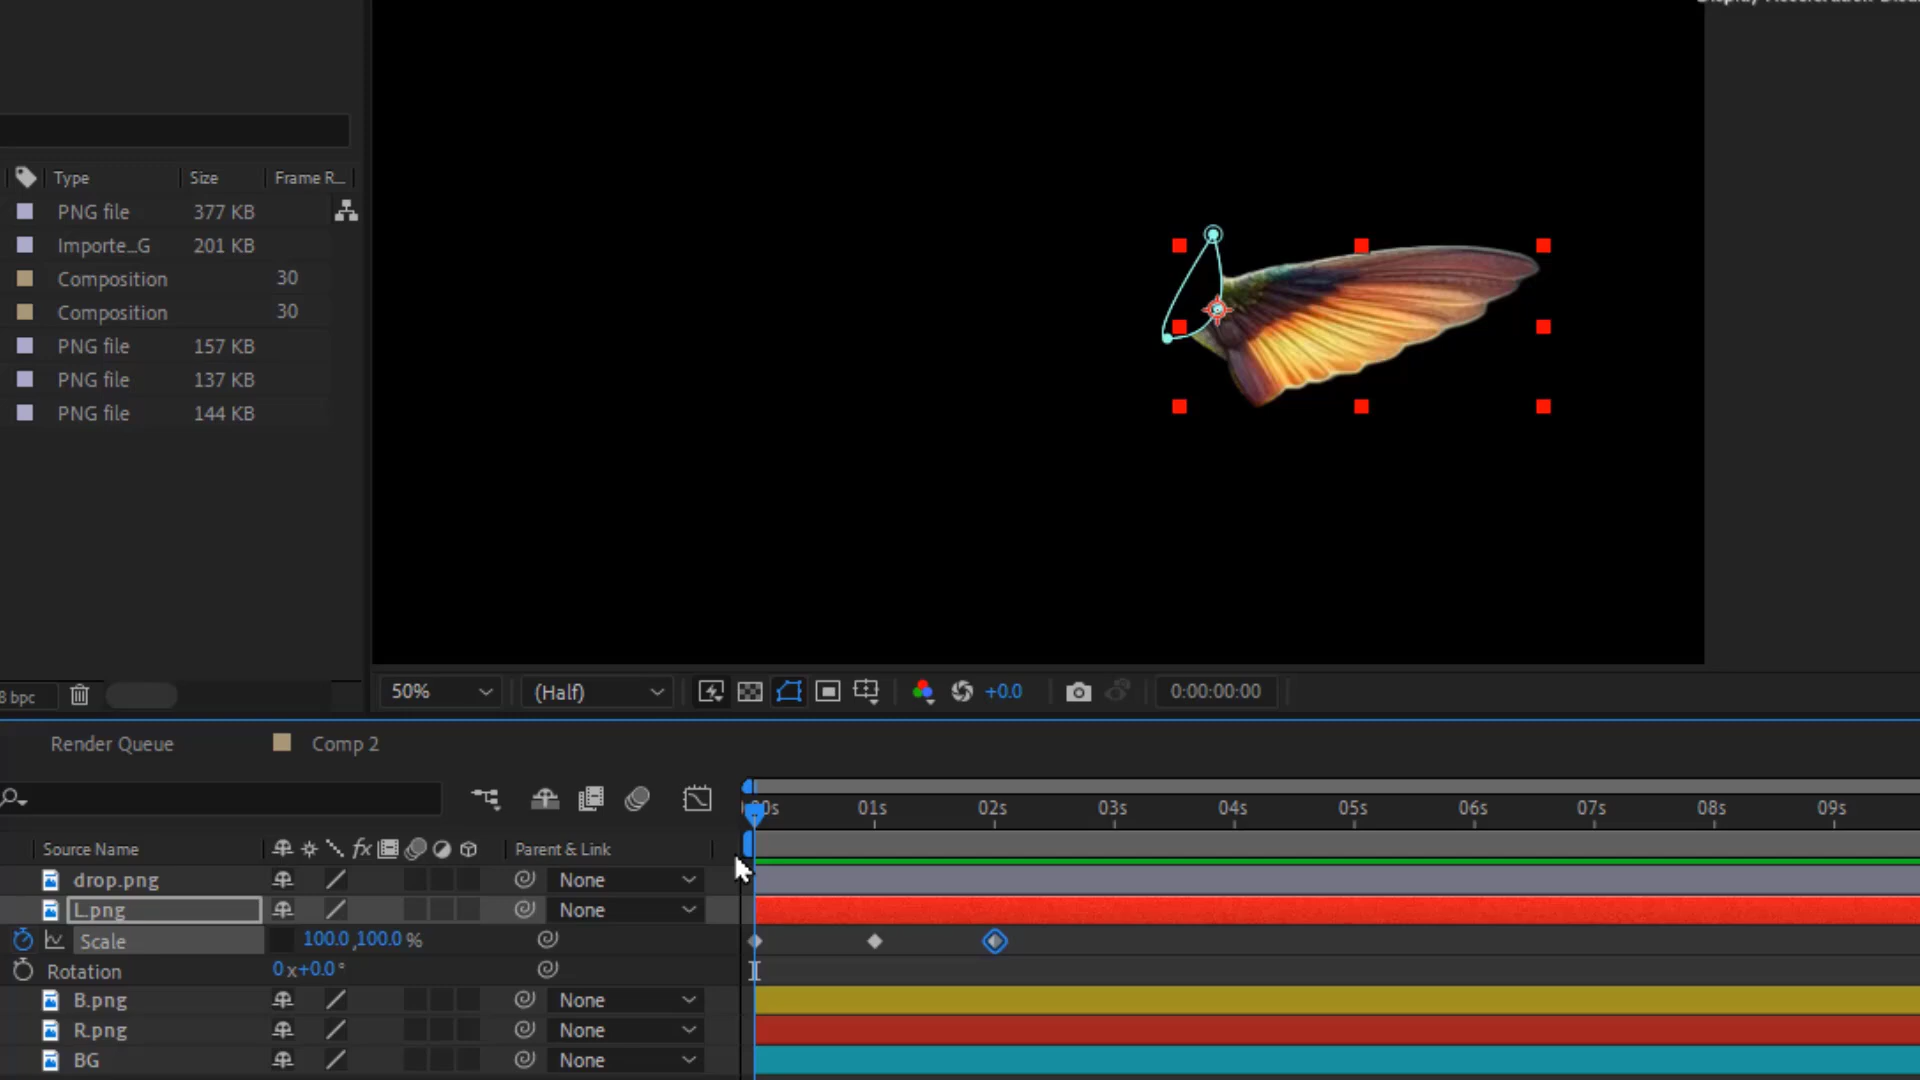 Type Size Frame R...
PNG file 377 KB
Importe...G 201 KB
Composition 30
Composition 30
PNG file 157 KB
PNG file 137 KB
PNG file 144 KB
8 bpc
50% (Half) +0.0 0:00:00:00
Render Queue Comp 2
00s 01s 02s 03s 04s 05s 06s 07s 08s 09s
Source Name fx Parent & Link
drop.png None
L.png None
Scale 100.0,100.0 %
Rotation 0x+0.0°
B.png None
R.png None
BG None